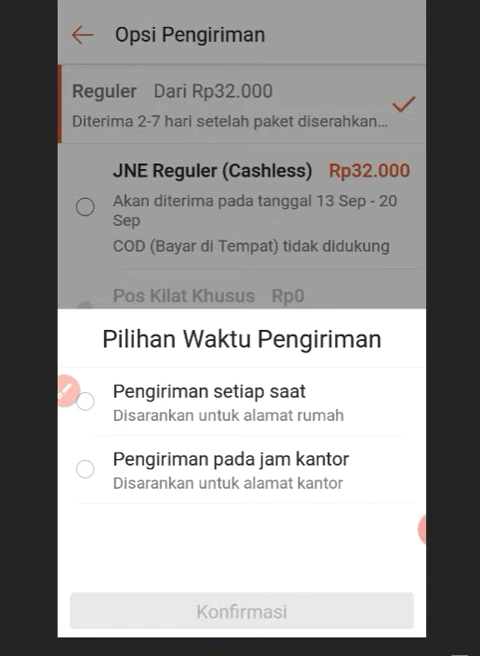 Opsi Pengiriman
Reguler Dari Rp32.000
Diterima 2-7 hari setelah paket diserahkan...
JNE Reguler (Cashless) Rp32.000
Akan diterima pada tanggal 13 Sep - 20
Sep
COD (Bayar di Tempat) tidak didukung
Pos Kilat Khusus Rp0
Pilihan Waktu Pengiriman
Pengiriman setiap saat
Disarankan untuk alamat rumah
Pengiriman pada jam kantor
Disarankan untuk alamat kantor
Konfirmasi